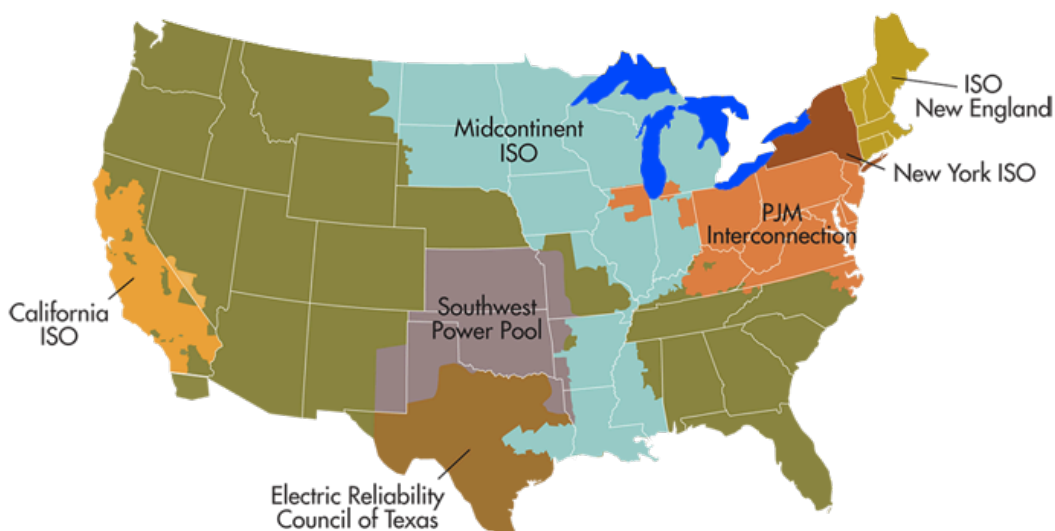 ISO
New England
Midcontinent
ISO
New York ISO
PJM
Interconnection
California
ISO
Southwest
Power Pool
Electric Reliability
Council of Texas